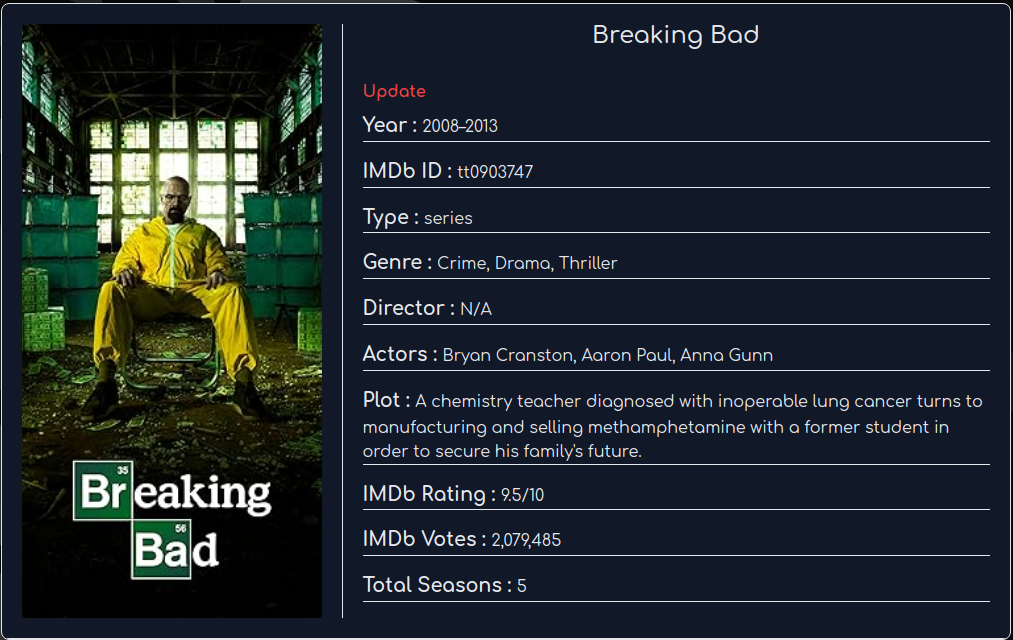 Breaking Bad
Update
Year : 2008–2013
IMDb ID : tt0903747
Type : series
Genre : Crime, Drama, Thriller
Director : N/A
Actors : Bryan Cranston, Aaron Paul, Anna Gunn
Plot : A chemistry teacher diagnosed with inoperable lung cancer turns to
manufacturing and selling methamphetamine with a former student in
order to secure his family's future.
IMDb Rating : 9.5/10
IMDb Votes : 2,079,485
Total Seasons : 5
35
Breaking
56
Bad